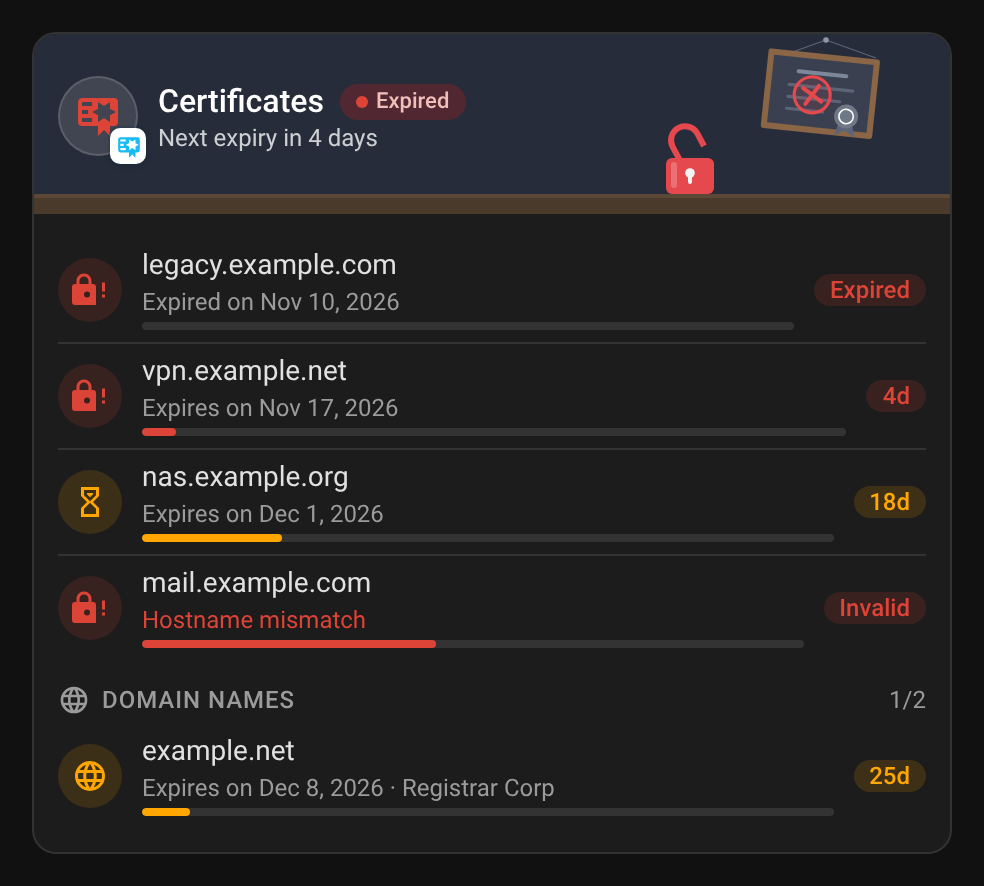 Certificates
Expired
Next expiry in 4 days
legacy.example.com
Expired on Nov 10, 2026
Expired
vpn.example.net
Expires on Nov 17, 2026
4d
nas.example.org
Expires on Dec 1, 2026
18d
mail.example.com
Hostname mismatch
Invalid
DOMAIN NAMES
1/2
example.net
Expires on Dec 8, 2026 · Registrar Corp
25d